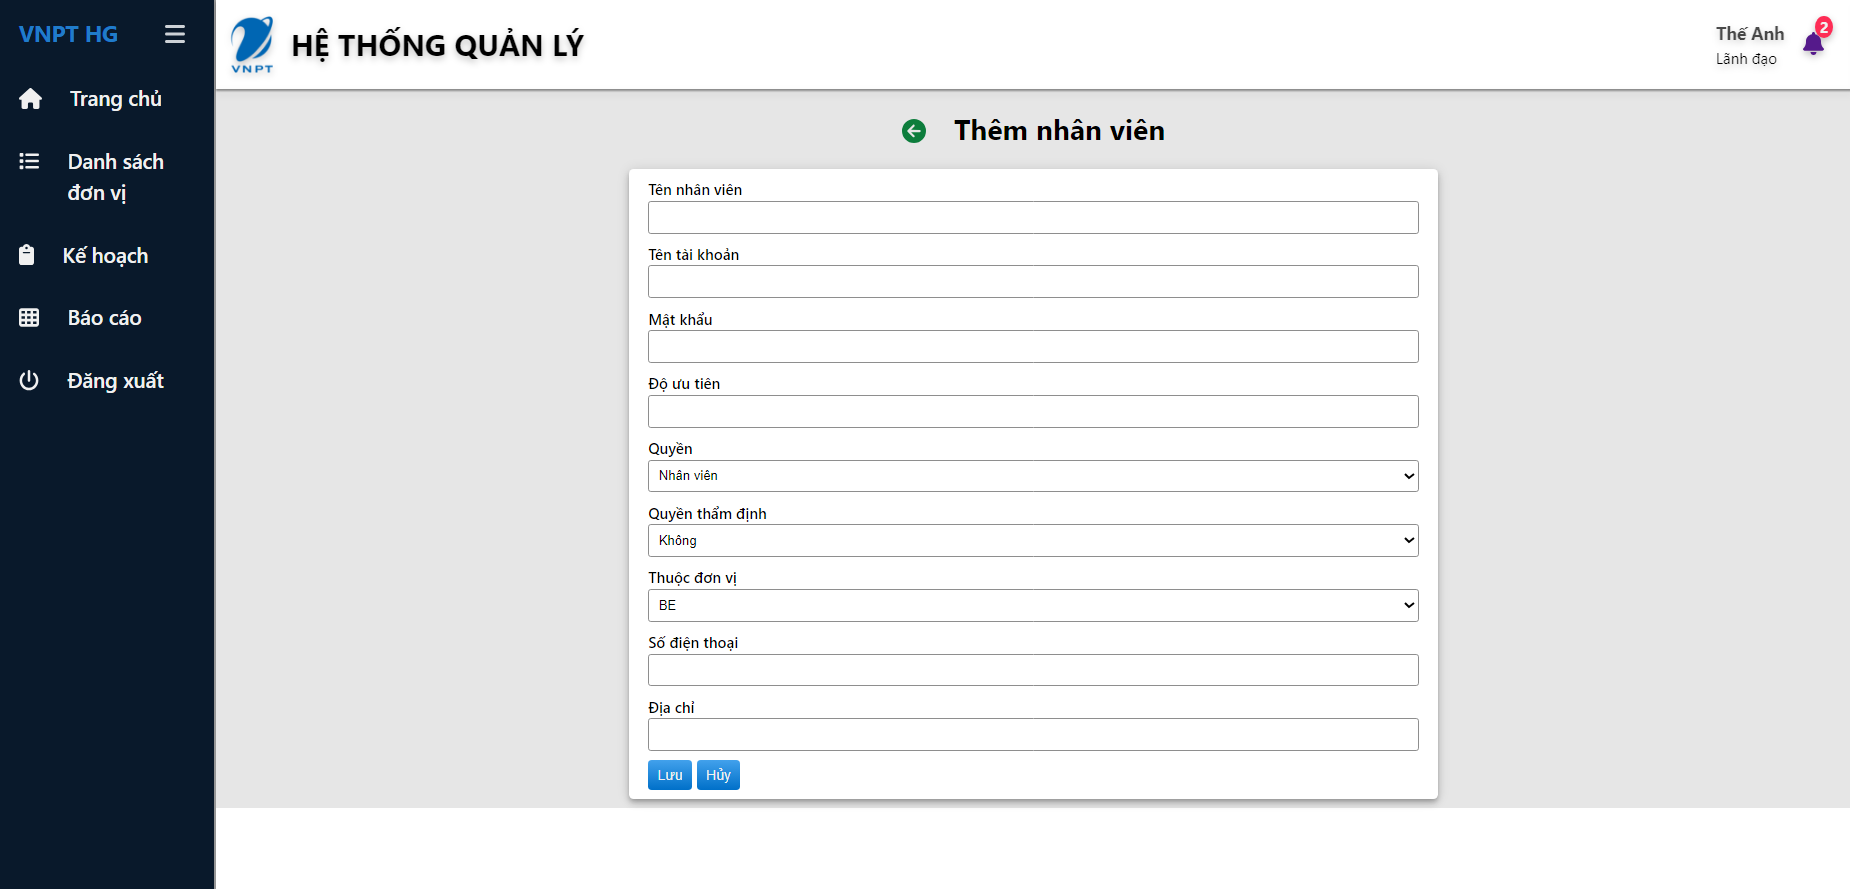 VNPT HG
Trang chủ
Danh sách
đơn vị
Kế hoạch
Báo cáo
Đăng xuất
VNPT
HỆ THỐNG QUẢN LÝ
Thế Anh
Lãnh đạo
2
Thêm nhân viên
Tên nhân viên
Tên tài khoản
Mật khẩu
Độ ưu tiên
Quyền
Nhân viên
Quyền thẩm định
Không
Thuộc đơn vị
BE
Số điện thoại
Địa chỉ
Lưu Hủy